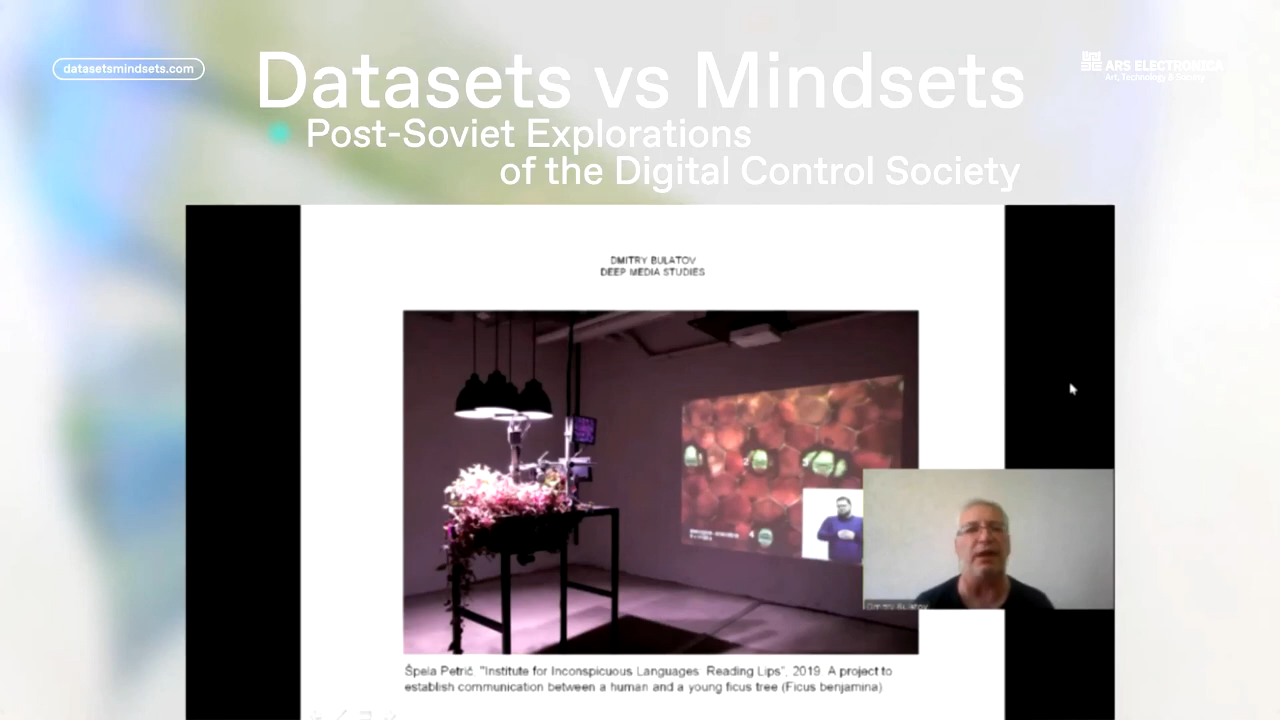 datasetsmindsets.com
Datasets vs Mindsets
Post-Soviet Explorations
of the Digital Control Society
ARS ELECTRONICA
Art, Technology & Society
DMITRY BULATOV
DEEP MEDIA STUDIES
4
Dmitry Bulatov
Špela Petrič. "Institute for Inconspicuous Languages: Reading Lips", 2019. A project to
establish communication between a human and a young ficus tree (Ficus benjamina)